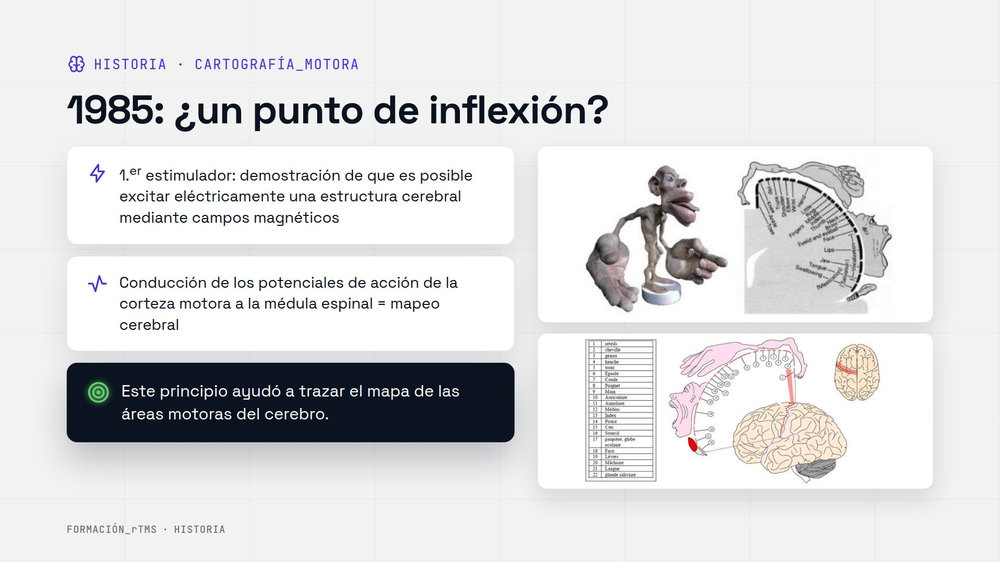 HISTORIA · CARTOGRAFÍA_MOTORA
1985: ¿un punto de inflexión?
1.er estimulador: demostración de que es posible
excitar eléctricamente una estructura cerebral
mediante campos magnéticos
Conducción de los potenciales de acción de la
corteza motora a la médula espinal = mapeo
cerebral
Este principio ayudó a trazar el mapa de las
áreas motoras del cerebro.
Hip
Trunk
Shoulder
Elbow
Wrist
Hand
Little
Ring
Middle
Index
Thumb
Fingers
Neck
Brow
Eyelid and eyeball
Face
Lips
Jaw
Tongue
Swallowing
Knee
Ankle
Toes
[Mastication]
[Salivation]
[Vocalization]
1 orteils
2 cheville
3 genou
4 hanche
5 tronc
6 Epaule
7 Coude
8 Poignet
9 Main
10 Auriculaire
11 Annulaire
12 Médius
13 Index
14 Pouce
15 Cou
16 Sourcil
17 paupière, globe
oculaire
18 Face
19 Lèvres
20 Mâchoire
21 Langue
22 glande salivaire
FORMACIÓN_rTMS · HISTORIA